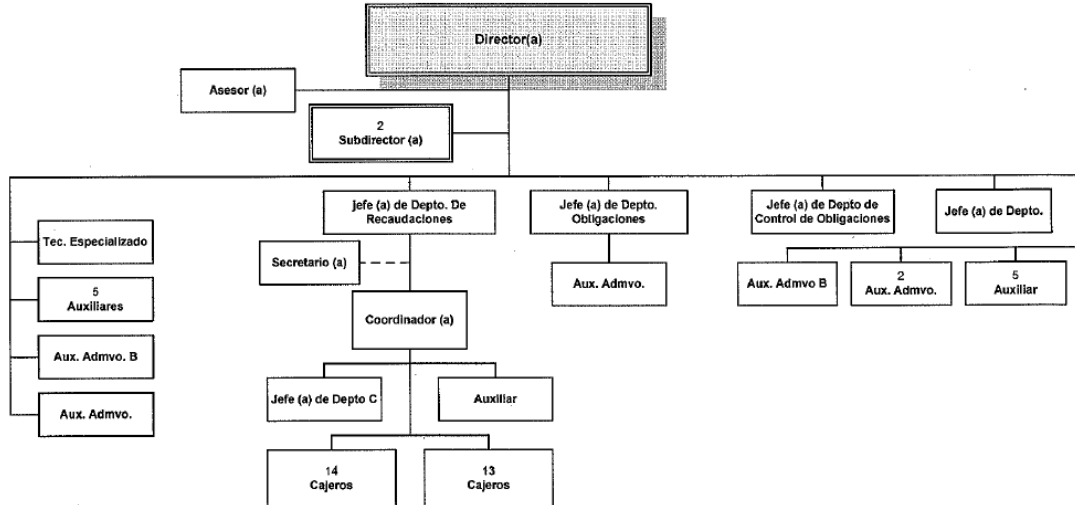 Director(a)
Asesor (a)
2
Subdirector (a)
jefe (a) de Depto. De
Recaudaciones
Jefe (a) de Depto.
Obligaciones
Jefe (a) de Depto de
Control de Obligaciones
Jefe (a) de Depto.
Tec. Especializado
Secretario (a)
Aux. Admvo.
Aux. Admvo B
2
Aux. Admvo.
5
Auxiliar
5
Auxiliares
Coordinador (a)
Aux. Admvo. B
Jefe (a) de Depto C
Auxiliar
Aux. Admvo.
14
Cajeros
13
Cajeros